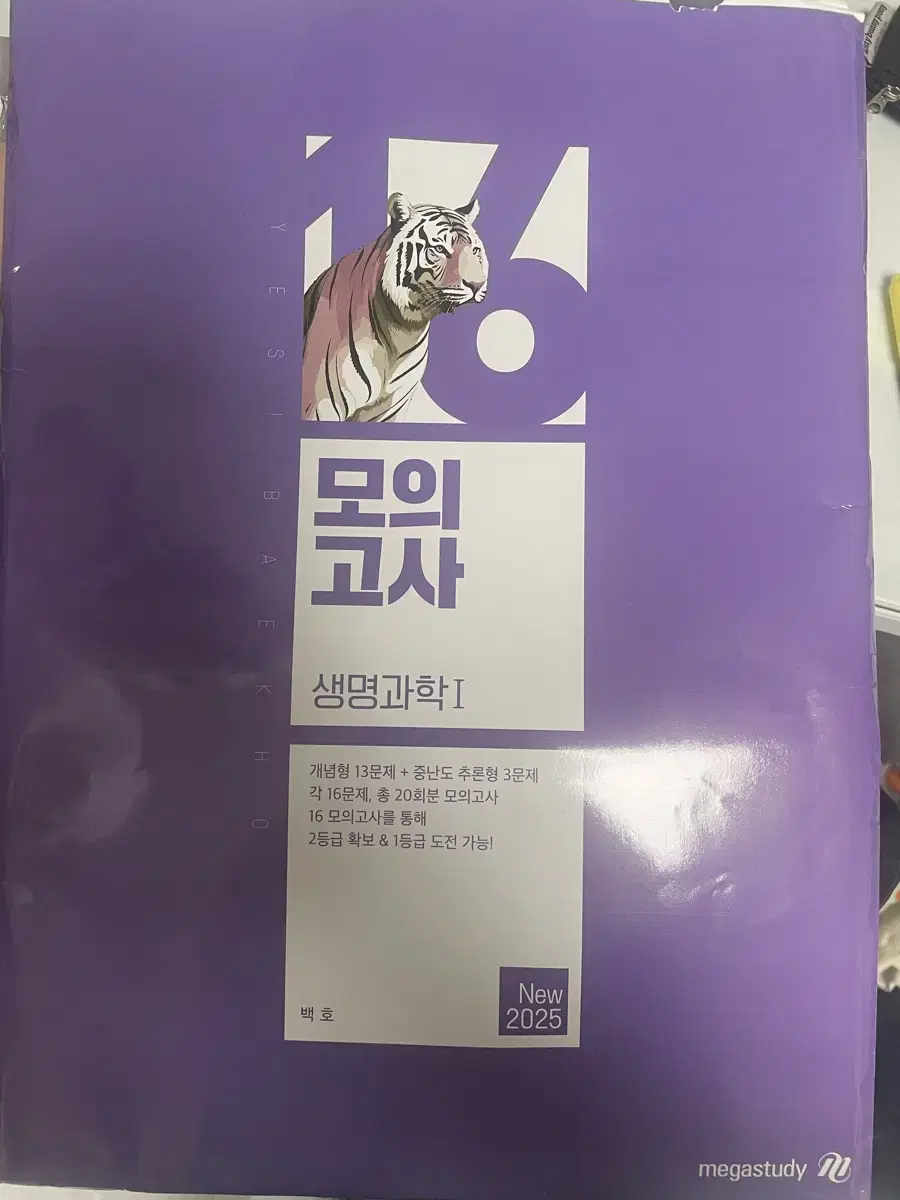 16
YES! BAEKHO
모의
고사
생명과학 I
개념형 13문제 + 중난도 추론형 3문제
각 16문제, 총 20회분 모의고사
16 모의고사를 통해
2등급 확보 & 1등급 도전 가능!
백 호
New
2025
megastudy